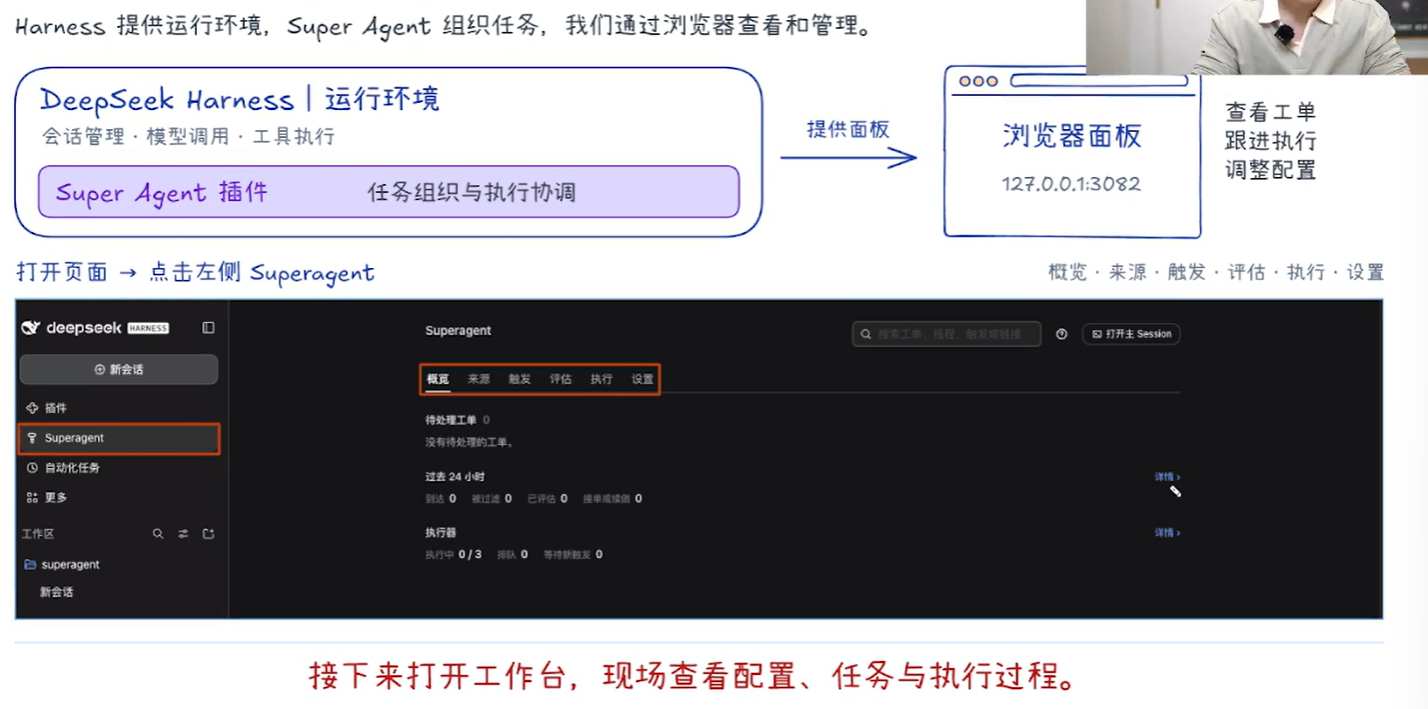 Harness 提供运行环境，Super Agent 组织任务，我们通过浏览器查看和管理。
DeepSeek Harness | 运行环境
会话管理 · 模型调用 · 工具执行
Super Agent 插件 任务组织与执行协调
提供面板
浏览器面板
127.0.0.1:3082
查看工单
跟进执行
调整配置
打开页面 → 点击左侧 Superagent
概览 · 来源 · 触发 · 评估 · 执行 · 设置
deepseek HARNESS
新会话
插件
Superagent
自动化任务
更多
工作区
superagent
新会话
Superagent
搜索工单、线程、触发或链接
打开主 Session
概览 来源 触发 评估 执行 设置
待处理工单 0
没有待处理的工单。
过去 24 小时 详情 ›
到达 0 被过滤 0 已评估 0 接单或续做 0
执行器 详情 ›
执行中 0 / 3 排队 0 等待新触发 0
接下来打开工作台，现场查看配置、任务与执行过程。